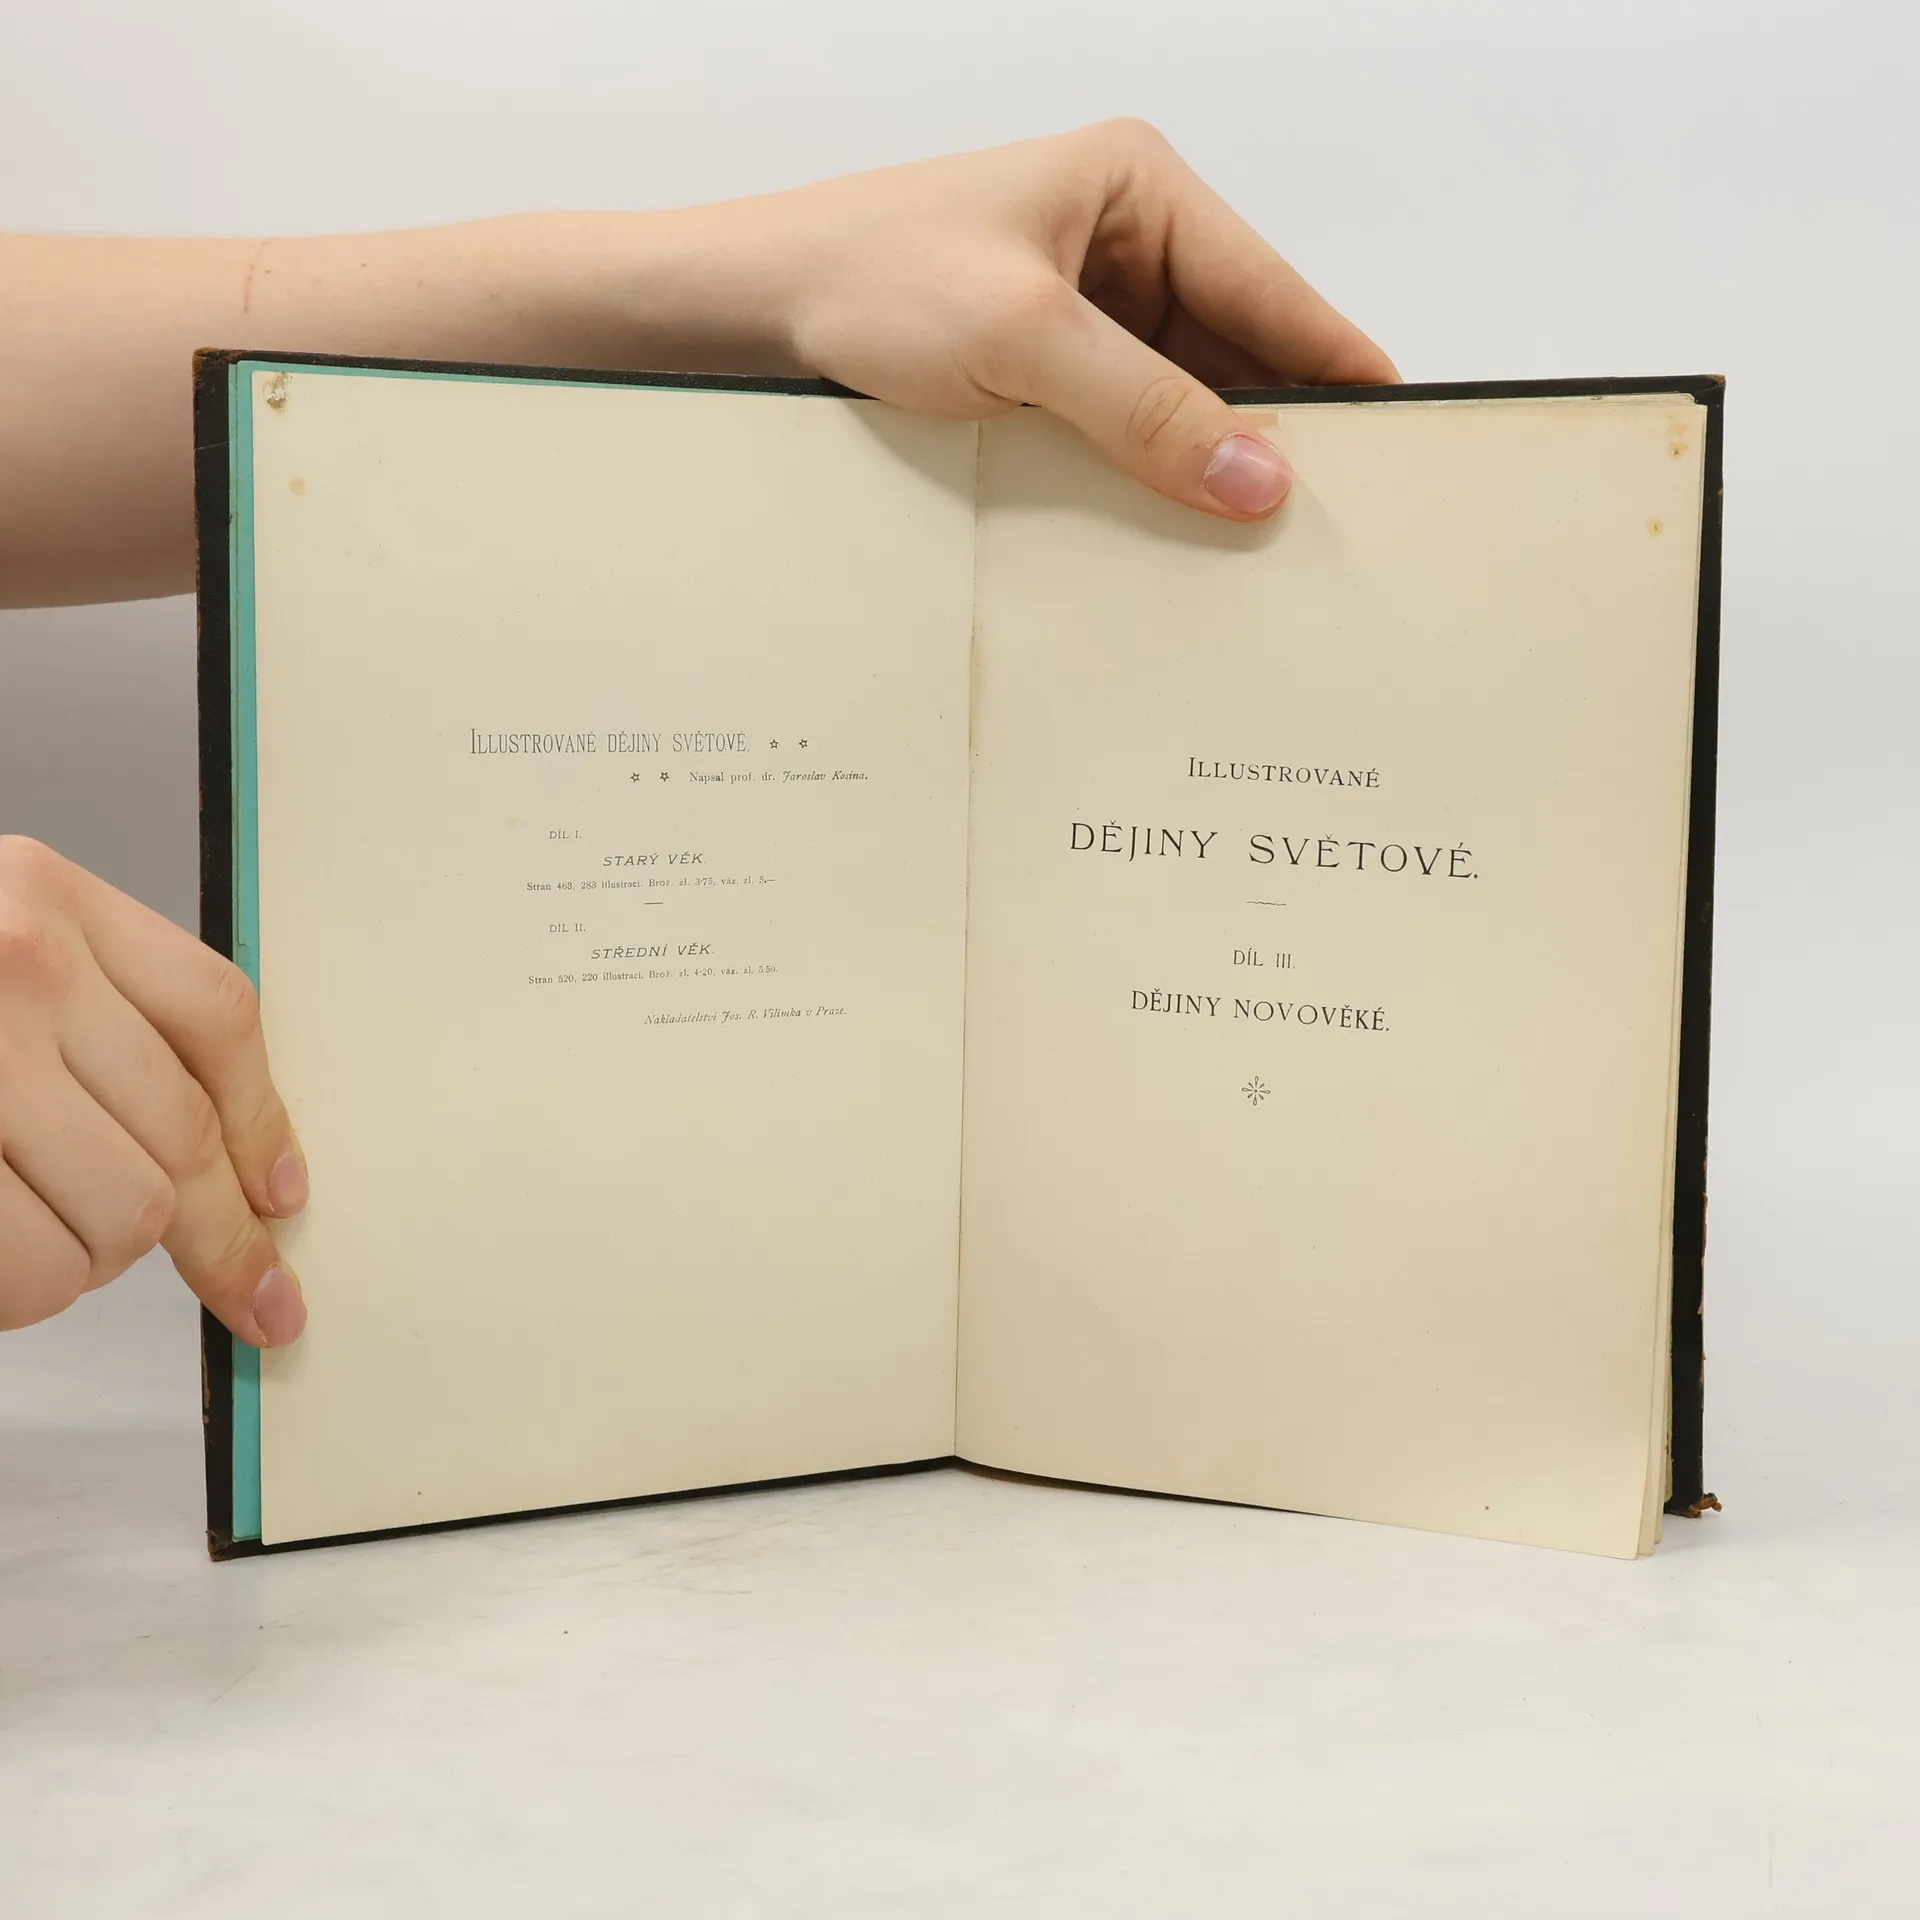 ILLUSTROVANÉ DĚJINY SVĚTOVÉ.
Napsal prof. dr. Jaroslav Kosina.
DÍL I.
STARÝ VĚK.
Stran 463, 283 illustrací. Brož. zl. 3·75, váz. zl. 5.—
DÍL II.
STŘEDNÍ VĚK.
Stran 520, 220 illustrací. Brož. zl. 4·20, váz. zl. 5.50.
Nakladatelství Jos. R. Vilímka v Praze.
ILLUSTROVANÉ
DĚJINY SVĚTOVÉ.
DÍL III.
DĚJINY NOVOVĚKÉ.